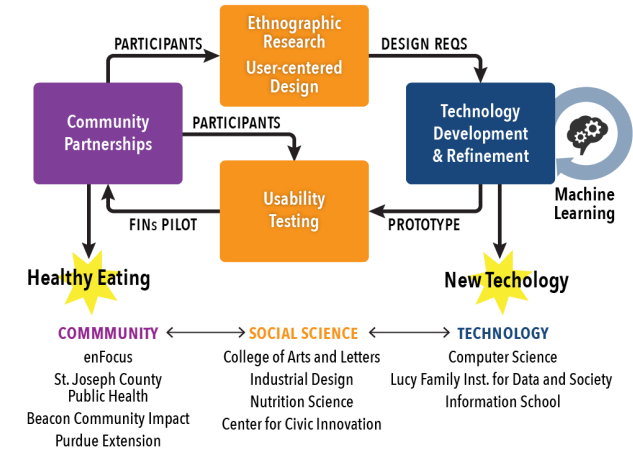 PARTICIPANTS
Ethnographic
Research
User-centered
Design
DESIGN REQS
Community
Partnerships
PARTICIPANTS
Technology
Development
& Refinement
Machine
Learning
Usability
Testing
FINs PILOT
PROTOTYPE
Healthy Eating
New Techology
COMMMUNITY
enFocus
St. Joseph County
Public Health
Beacon Community Impact
Purdue Extension
SOCIAL SCIENCE
College of Arts and Letters
Industrial Design
Nutrition Science
Center for Civic Innovation
TECHNOLOGY
Computer Science
Lucy Family Inst. for Data and Society
Information School